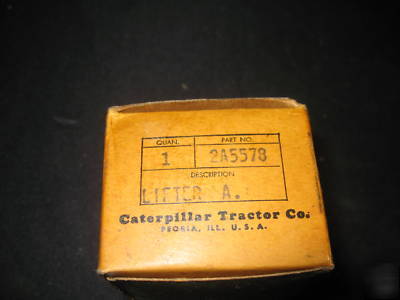 QUAN. PART NO.
1 2A5578
DESCRIPTION
LIFTER A.
Caterpillar Tractor Co.
PEORIA, ILL. U.S.A.